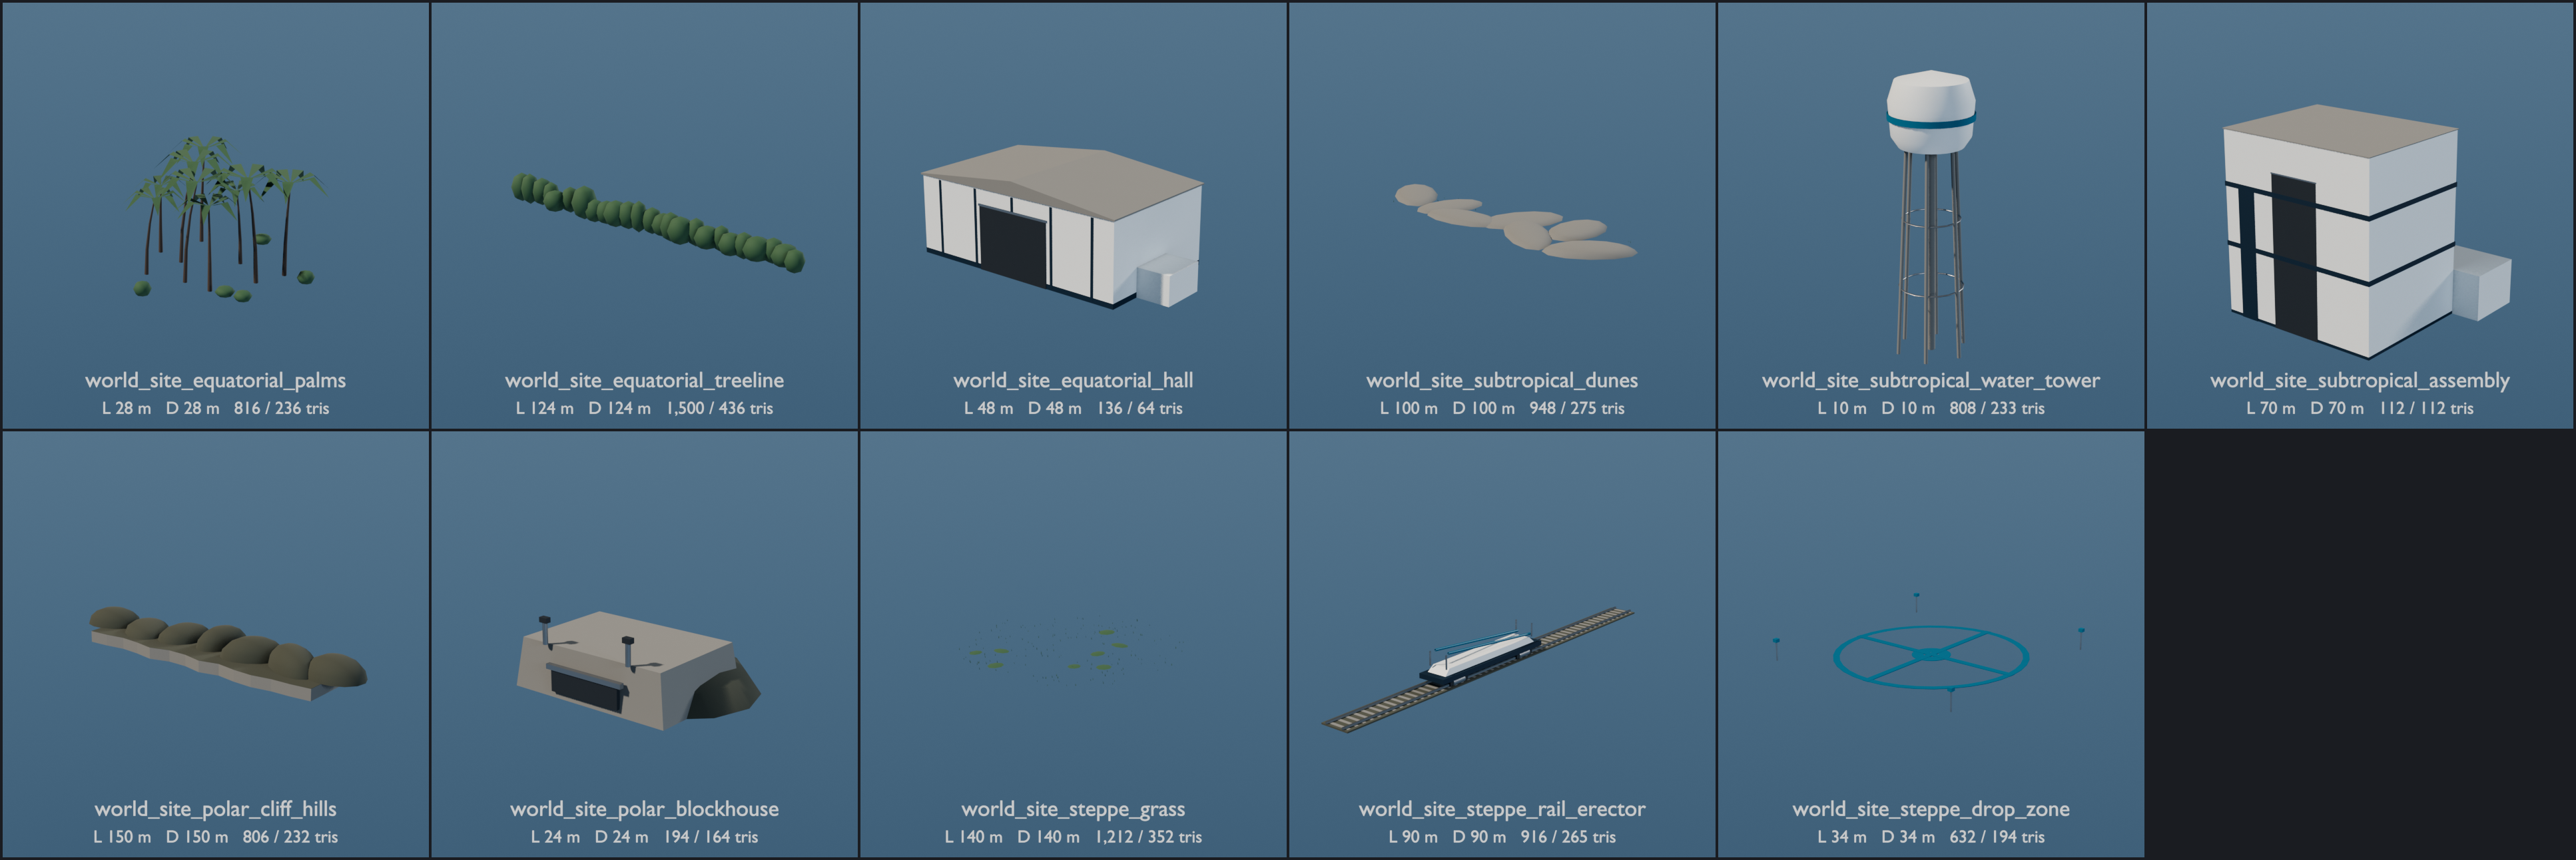 world_site_equatorial_palms
L 28 m D 28 m 816 / 236 tris
world_site_equatorial_treeline
L 124 m D 124 m 1,500 / 436 tris
world_site_equatorial_hall
L 48 m D 48 m 136 / 64 tris
world_site_subtropical_dunes
L 100 m D 100 m 948 / 275 tris
world_site_subtropical_water_tower
L 10 m D 10 m 808 / 233 tris
world_site_subtropical_assembly
L 70 m D 70 m 112 / 112 tris
world_site_polar_cliff_hills
L 150 m D 150 m 806 / 232 tris
world_site_polar_blockhouse
L 24 m D 24 m 194 / 164 tris
world_site_steppe_grass
L 140 m D 140 m 1,212 / 352 tris
world_site_steppe_rail_erector
L 90 m D 90 m 916 / 265 tris
world_site_steppe_drop_zone
L 34 m D 34 m 632 / 194 tris